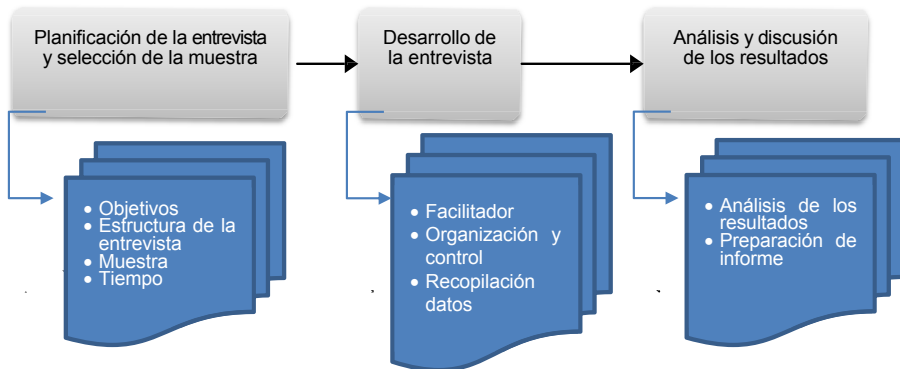 Planificación de la entrevista
y selección de la muestra
Desarrollo de
la entrevista
Análisis y discusión
de los resultados
• Objetivos
• Estructura de la
entrevista
• Muestra
• Tiempo
• Facilitador
• Organización y
control
• Recopilación
datos
• Análisis de los
resultados
• Preparación de
informe